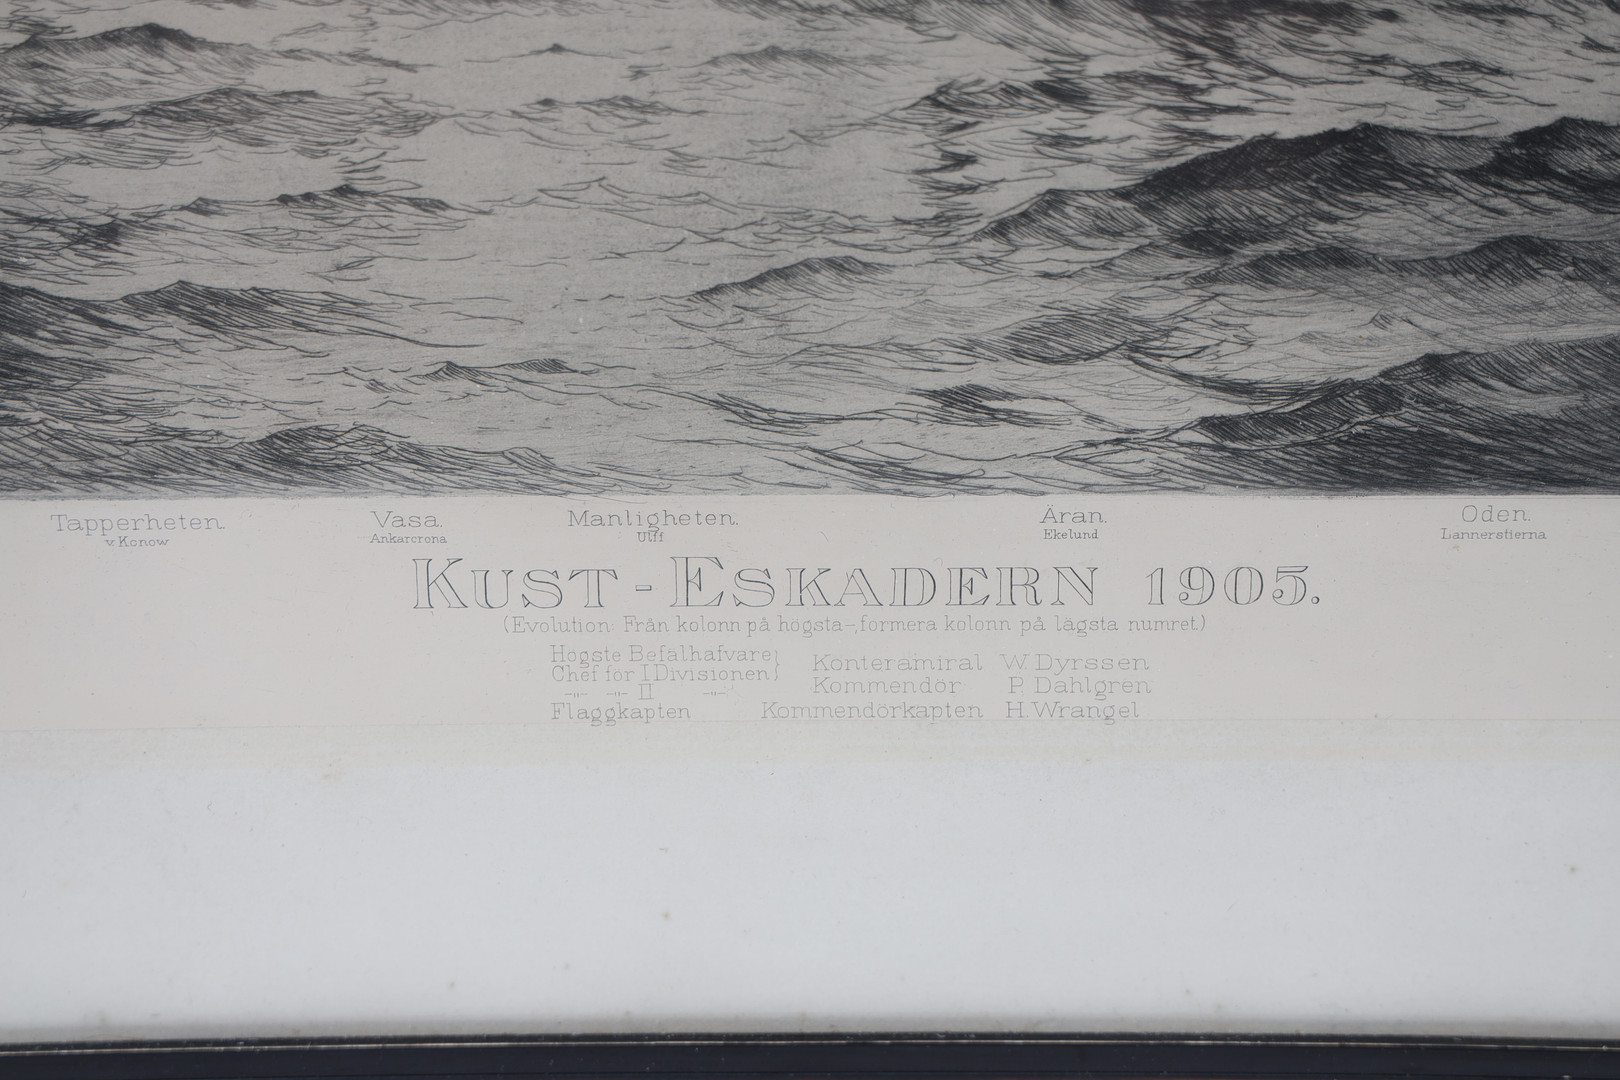 Tapperheten. Vasa. Manligheten. Äran. Oden.
v. Konow Ankarcrona Ulff Ekelund Lannerstierna
KUST-ESKADERN 1905.
(Evolution: Från kolonn på högsta-, formera kolonn på lägsta numret)
Högste Befälhafvare} Konteramiral W. Dyrssen
Chef för I Divisionen}
-"- -"- II -"- Kommendör P. Dahlgren
Flaggkapten Kommendörkapten H. Wrangel